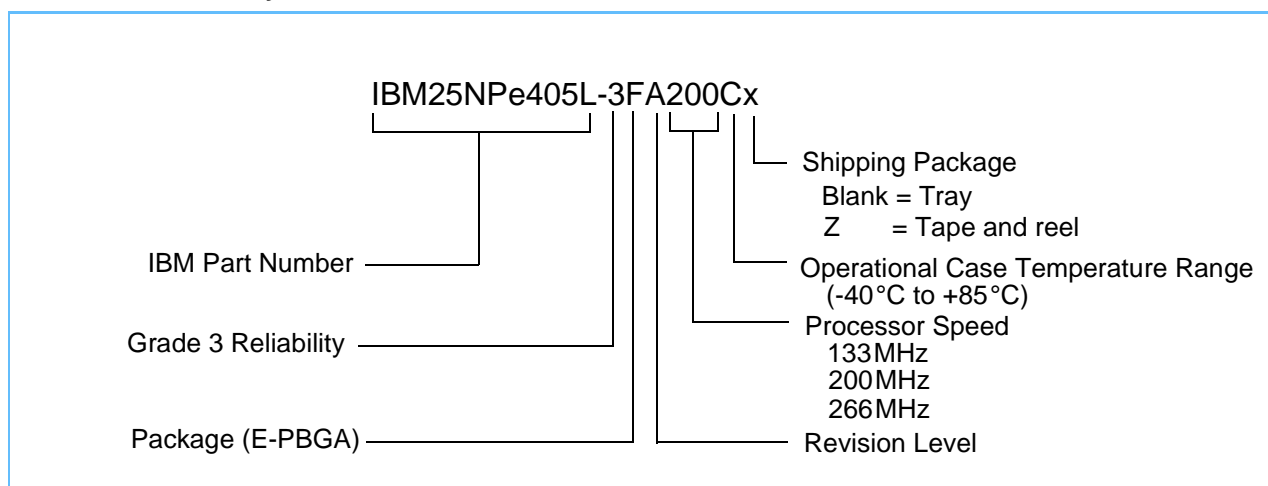 IBM25NPe405L-3FA200Cx
Shipping Package
Blank = Tray
Z = Tape and reel
IBM Part Number
Operational Case Temperature Range
(-40°C to +85°C)
Processor Speed
Grade 3 Reliability
133MHz
200MHz
266MHz
Package (E-PBGA)
Revision Level